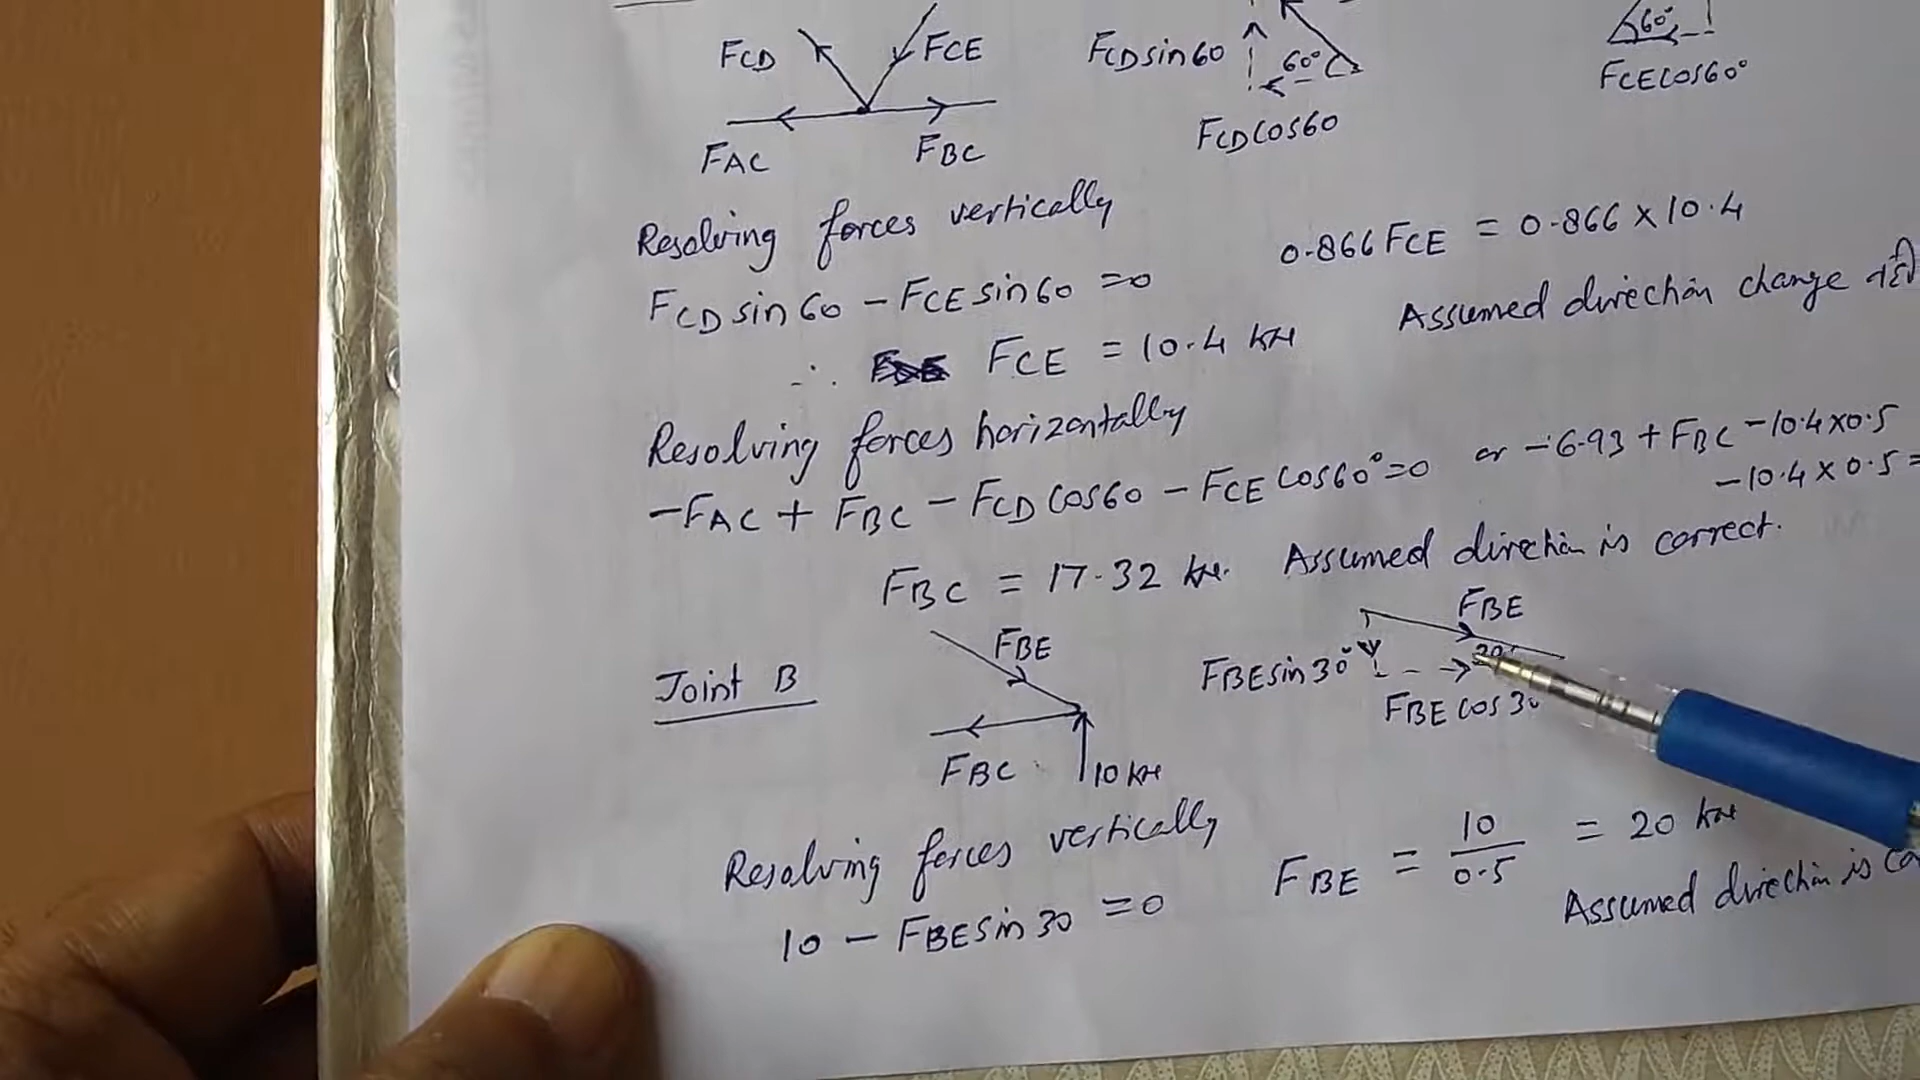 FCD
FCE
FAC
FBC
FCD sin 60
60°
FCD cos 60
60°
FCE cos 60°
Resolving forces vertically
FCD sin 60 - FCE sin 60 = 0
∴ FCE = 10.4 kN
0.866 FCE = 0.866 × 10.4
Assumed direction change
Resolving forces horizontally
-FAC + FBC - FCD cos 60 - FCE cos 60° = 0
or -6.93 + FBC - 10.4 × 0.5
- 10.4 × 0.5 =
FBC = 17.32 kN. Assumed direction is correct.
Joint B
FBE
FBC
10 kN
FBE
FBE sin 30°
FBE cos 30
Resolving forces vertically
10 - FBE sin 30 = 0
FBE = 10/0.5 = 20 kN
Assumed direction is